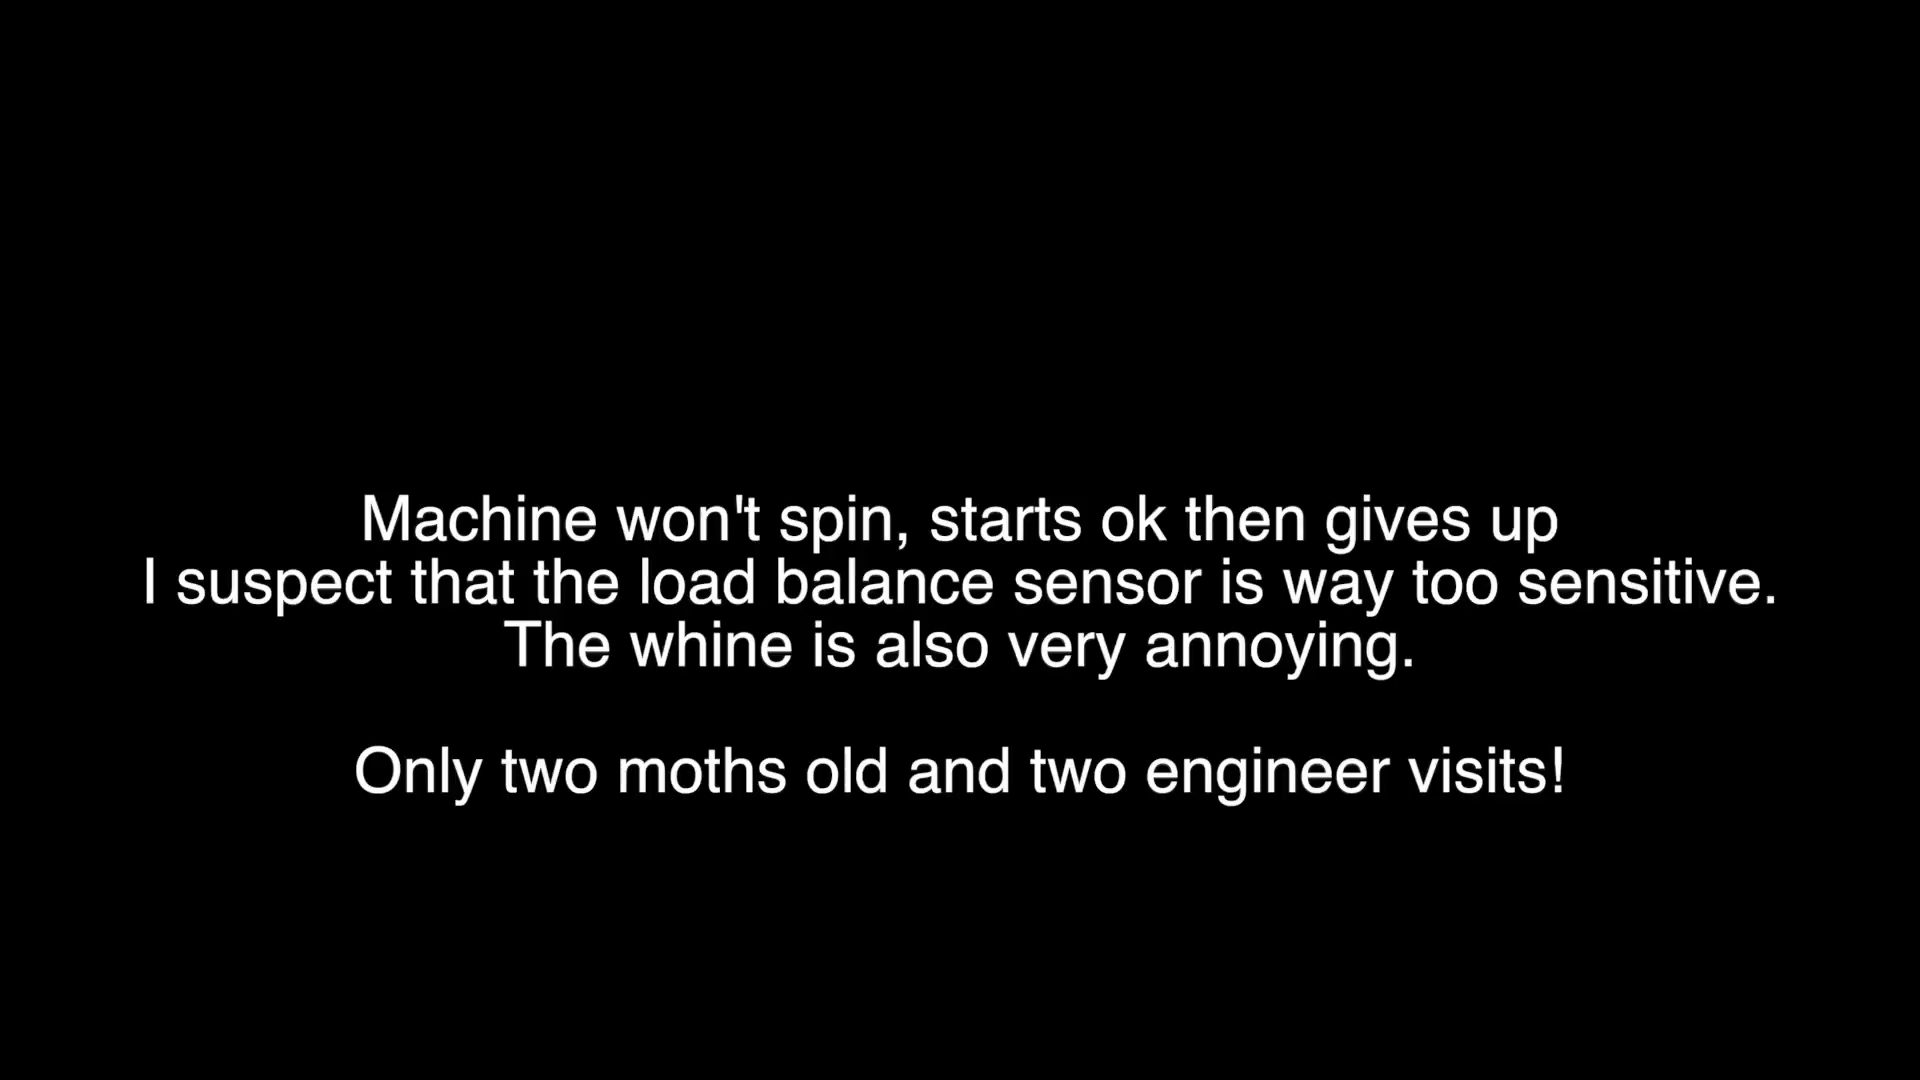 Machine won't spin, starts ok then gives up
I suspect that the load balance sensor is way too sensitive.
The whine is also very annoying.
Only two moths old and two engineer visits!